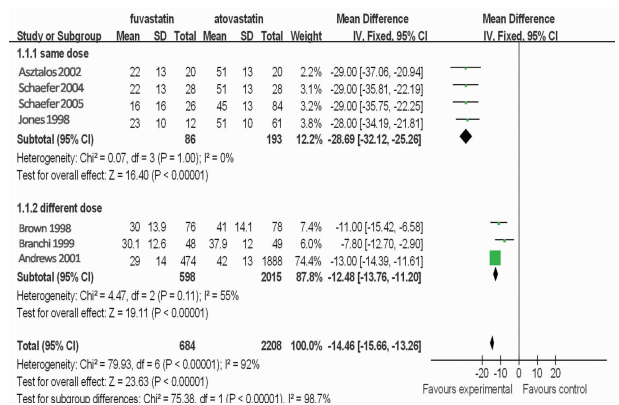 fuvastatin atovastatin Mean Difference Mean Difference
Study or Subgroup Mean SD Total Mean SD Total Weight IV, Fixed, 95% CI IV, Fixed, 95% CI
1.1.1 same dose
Asztalos 2002 22 13 20 51 13 20 2.2% -29.00 [-37.06, -20.94]
Schaefer 2004 22 13 28 51 13 28 3.1% -29.00 [-35.81, -22.19]
Schaefer 2005 16 16 26 45 13 84 3.1% -29.00 [-35.75, -22.25]
Jones 1998 23 10 12 51 10 61 3.8% -28.00 [-34.19, -21.81]
Subtotal (95% CI) 86 193 12.2% -28.69 [-32.12, -25.26]
Heterogeneity: Chi² = 0.07, df = 3 (P = 1.00); I² = 0%
Test for overall effect: Z = 16.40 (P < 0.00001)
1.1.2 different dose
Brown 1998 30 13.9 76 41 14.1 78 7.4% -11.00 [-15.42, -6.58]
Branchi 1999 30.1 12.6 48 37.9 12 49 6.0% -7.80 [-12.70, -2.90]
Andrews 2001 29 14 474 42 13 1888 74.4% -13.00 [-14.39, -11.61]
Subtotal (95% CI) 598 2015 87.8% -12.48 [-13.76, -11.20]
Heterogeneity: Chi² = 4.47, df = 2 (P = 0.11); I² = 55%
Test for overall effect: Z = 19.11 (P < 0.00001)
Total (95% CI) 684 2208 100.0% -14.46 [-15.66, -13.26]
Heterogeneity: Chi² = 79.93, df = 6 (P < 0.00001); I² = 92%
Test for overall effect: Z = 23.63 (P < 0.00001)
Test for subgroup differences: Chi² = 75.38, df = 1 (P < 0.00001), I² = 98.7%
-20 -10 0 10 20
Favours experimental Favours control